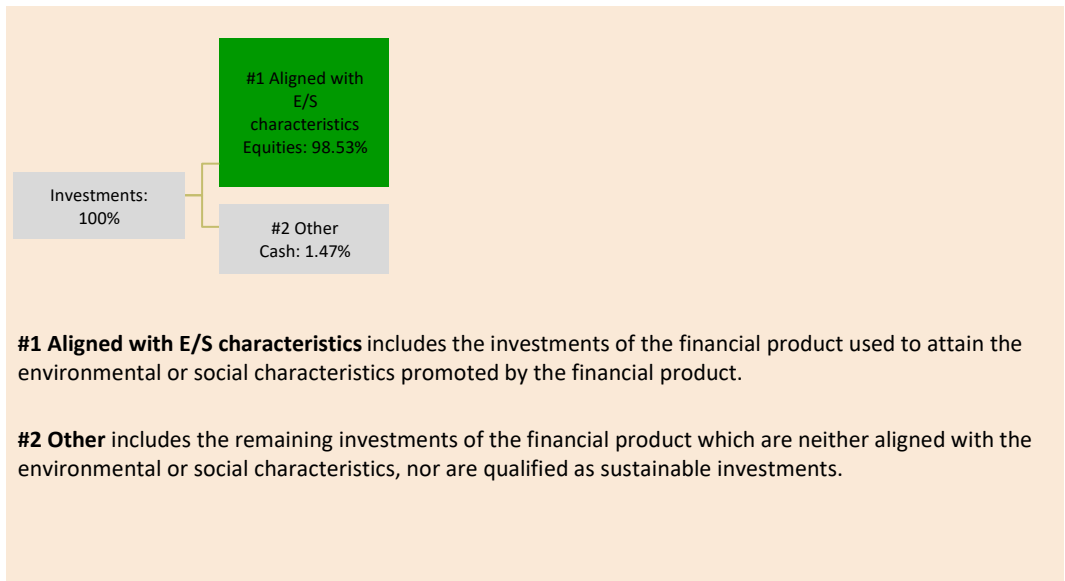 #1 Aligned with
E/S
characteristics
Equities: 98.53%
Investments:
100%
#2 Other
Cash: 1.47%
#1 Aligned with E/S characteristics includes the investments of the financial product used to attain the
environmental or social characteristics promoted by the financial product.
#2 Other includes the remaining investments of the financial product which are neither aligned with the
environmental or social characteristics, nor are qualified as sustainable investments.